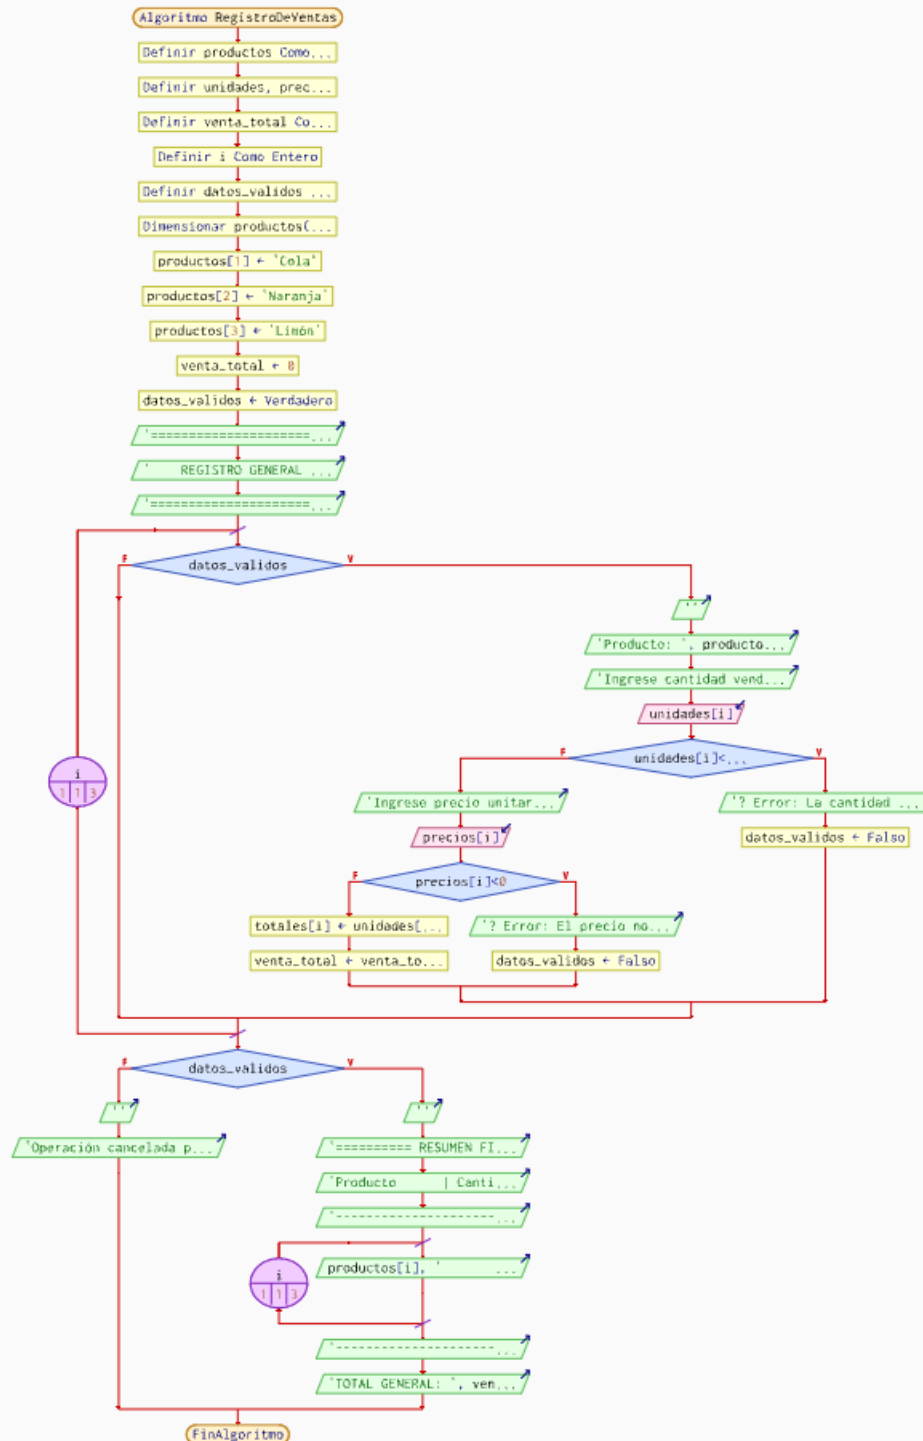 Algoritmo RegistroDeVentas
Definir productos Como...
Definir unidades, prec...
Definir venta_total Co...
Definir i Como Entero
Definir datos_validos ...
Dimensionar productos(...
productos[1] ← 'Cola'
productos[2] ← 'Naranja'
productos[3] ← 'Limón'
venta_total ← 0
datos_validos ← Verdadero
'=====================...
'    REGISTRO GENERAL ...
'=====================...
F
datos_validos
V
''
'Producto: ', producto...
'Ingrese cantidad vend...
unidades[i]
F
unidades[i]<...
V
i
1 1 3
'Ingrese precio unitar...
'? Error: La cantidad ...
precios[i]
datos_validos ← Falso
F
precios[i]<0
V
totales[i] ← unidades[...
'? Error: El precio no...
venta_total ← venta_to...
datos_validos ← Falso
F
datos_validos
V
''
''
'Operación cancelada p...
'========== RESUMEN FI...
'Producto      | Canti...
'---------------------...
i
1 1 3
productos[i], '       ...
'---------------------...
'TOTAL GENERAL: ', ven...
FinAlgoritmo